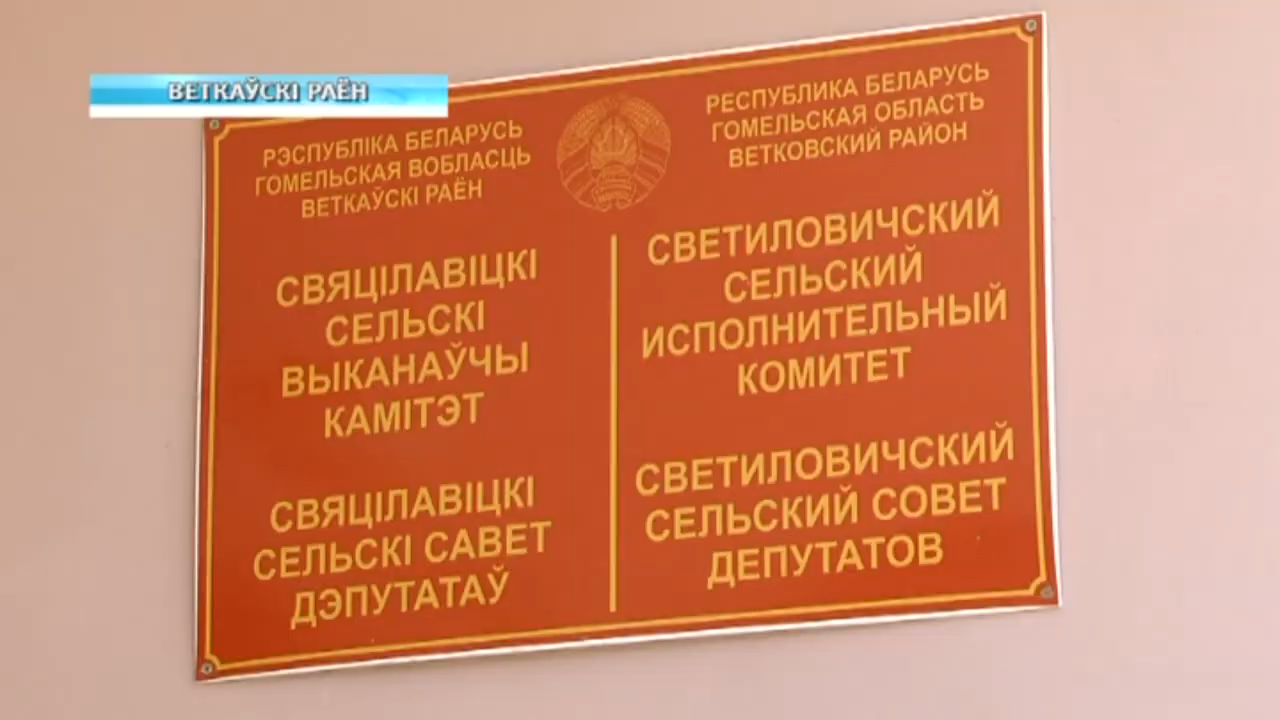 ВЕТКАЎСКІ РАЁН
РЭСПУБЛІКА БЕЛАРУСЬ
ГОМЕЛЬСКАЯ ВОБЛАСЦЬ
ВЕТКАЎСКІ РАЁН
СВЯЦІЛАВІЦКІ
СЕЛЬСКІ
ВЫКАНАЎЧЫ
КАМІТЭТ
СВЯЦІЛАВІЦКІ
СЕЛЬСКІ САВЕТ
ДЭПУТАТАЎ
РЕСПУБЛИКА БЕЛАРУСЬ
ГОМЕЛЬСКАЯ ОБЛАСТЬ
ВЕТКОВСКИЙ РАЙОН
СВЕТИЛОВИЧСКИЙ
СЕЛЬСКИЙ
ИСПОЛНИТЕЛЬНЫЙ
КОМИТЕТ
СВЕТИЛОВИЧСКИЙ
СЕЛЬСКИЙ СОВЕТ
ДЕПУТАТОВ